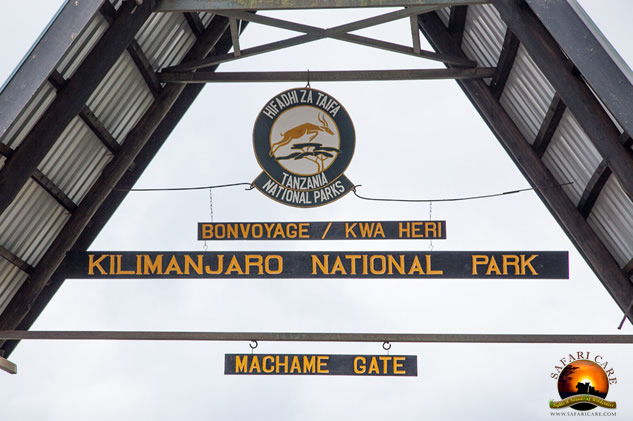 HIFADHI ZA TAIFA
TANZANIA
NATIONAL PARKS
BONVOYAGE / KWA HERI
KILIMANJARO NATIONAL PARK
MACHAME GATE
SAFARI CARE
WWW.SAFARICARE.COM